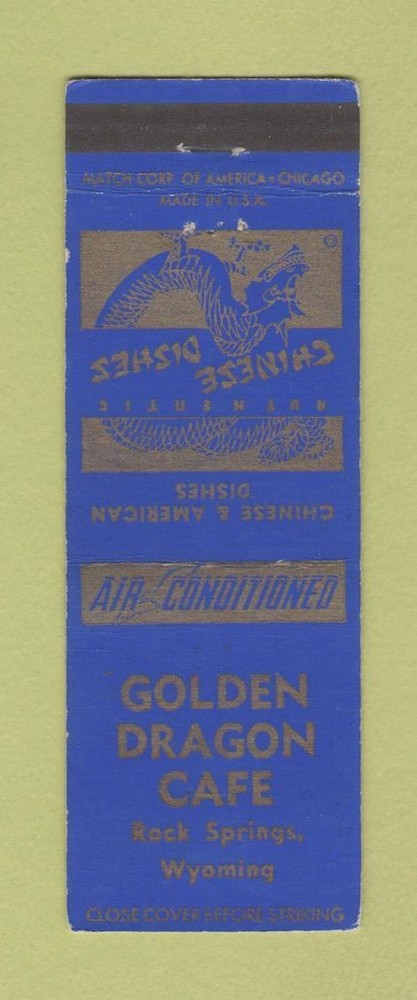 MATCH CORP. OF AMERICA • CHICAGO
MADE IN U.S.A.
®
AUTHENTIC
CHINESE
DISHES
CHINESE & AMERICAN
DISHES
AIR CONDITIONED
GOLDEN
DRAGON
CAFE
Rock Springs,
Wyoming
CLOSE COVER BEFORE STRIKING